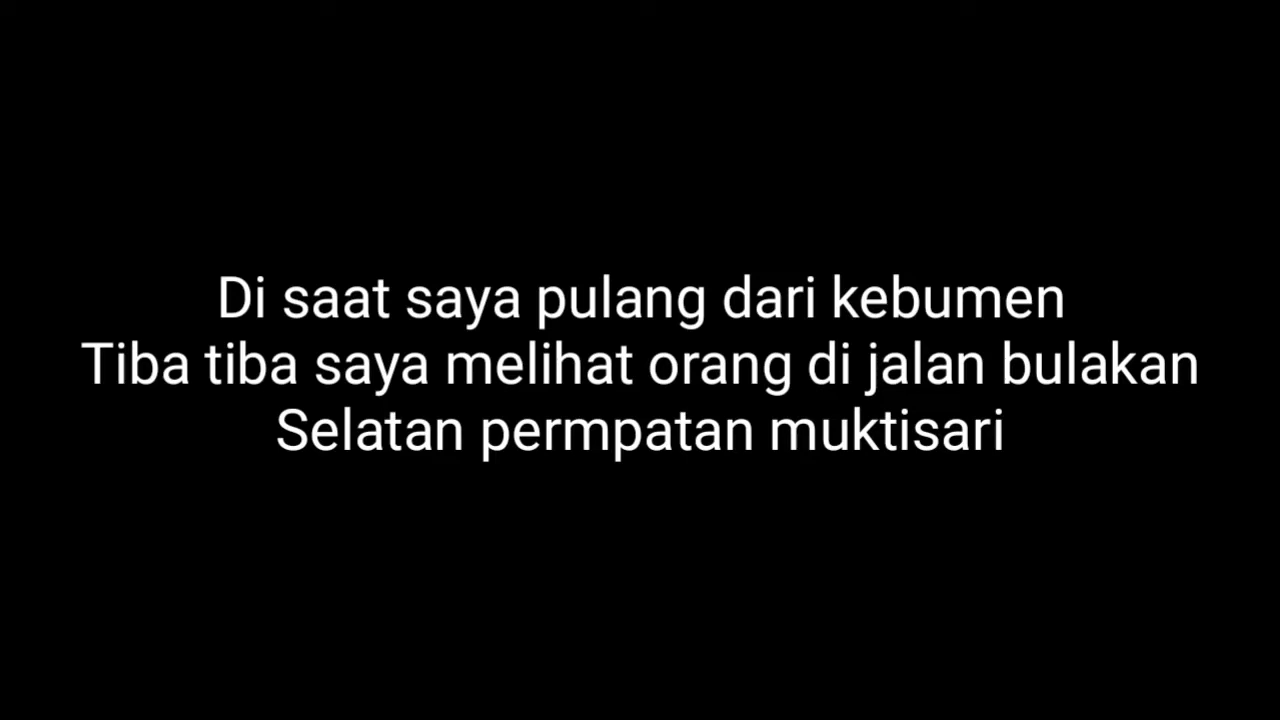 Di saat saya pulang dari kebumen
Tiba tiba saya melihat orang di jalan bulakan
Selatan permpatan muktisari